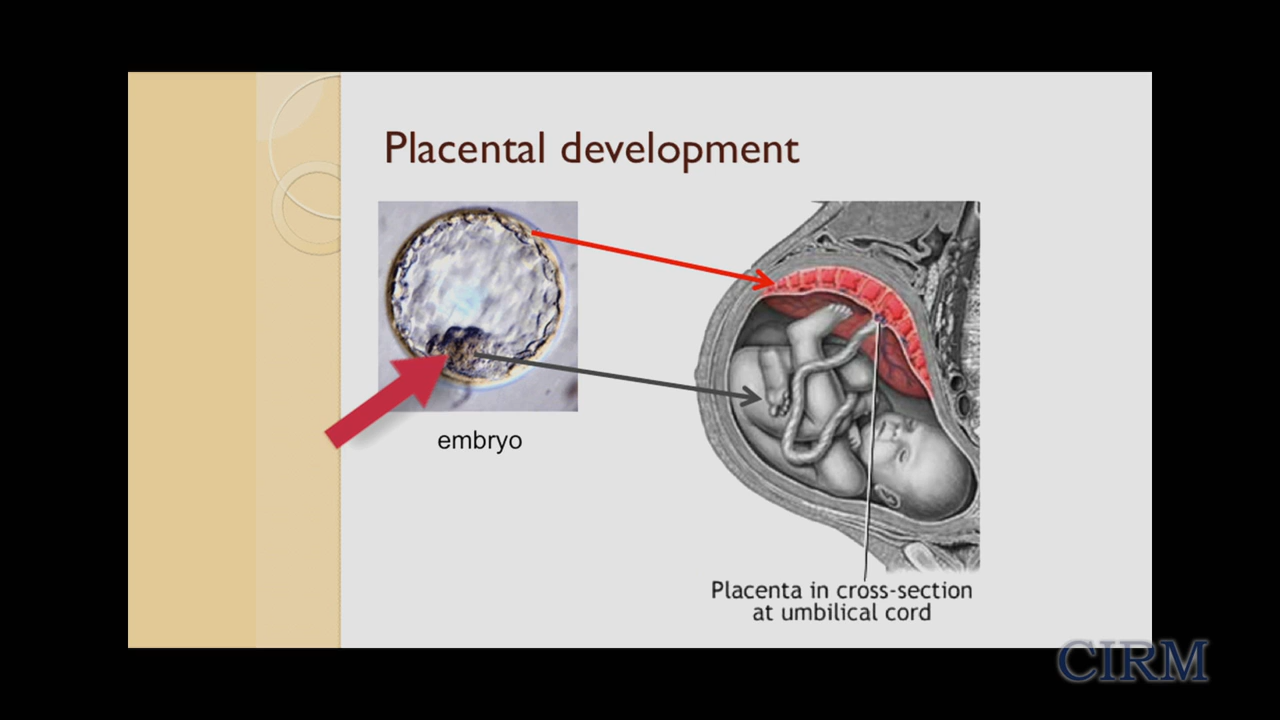 Placental development
embryo
Placenta in cross-section
at umbilical cord
CIRM